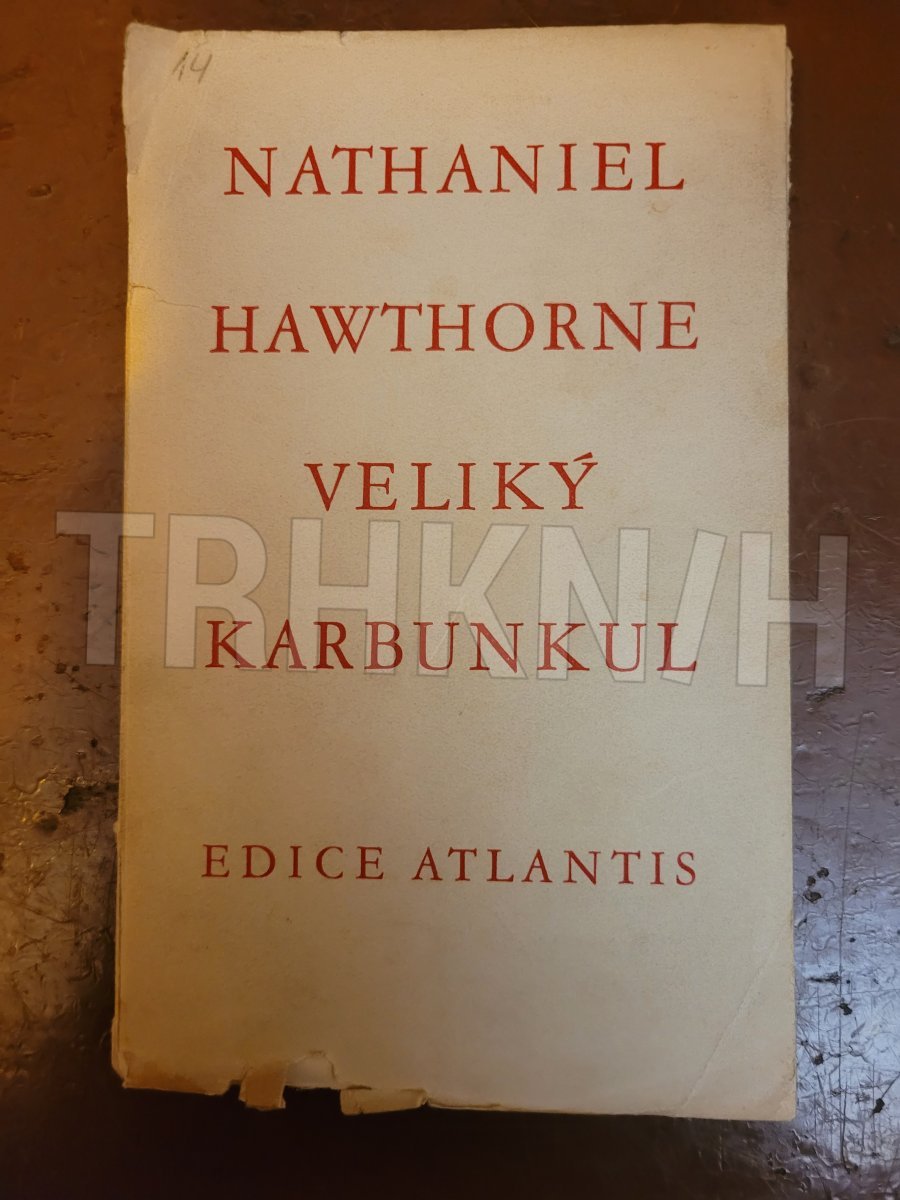 14
NATHANIEL
HAWTHORNE
VELIKÝ
TRHKNIH
KARBUNKUL
EDICE ATLANTIS